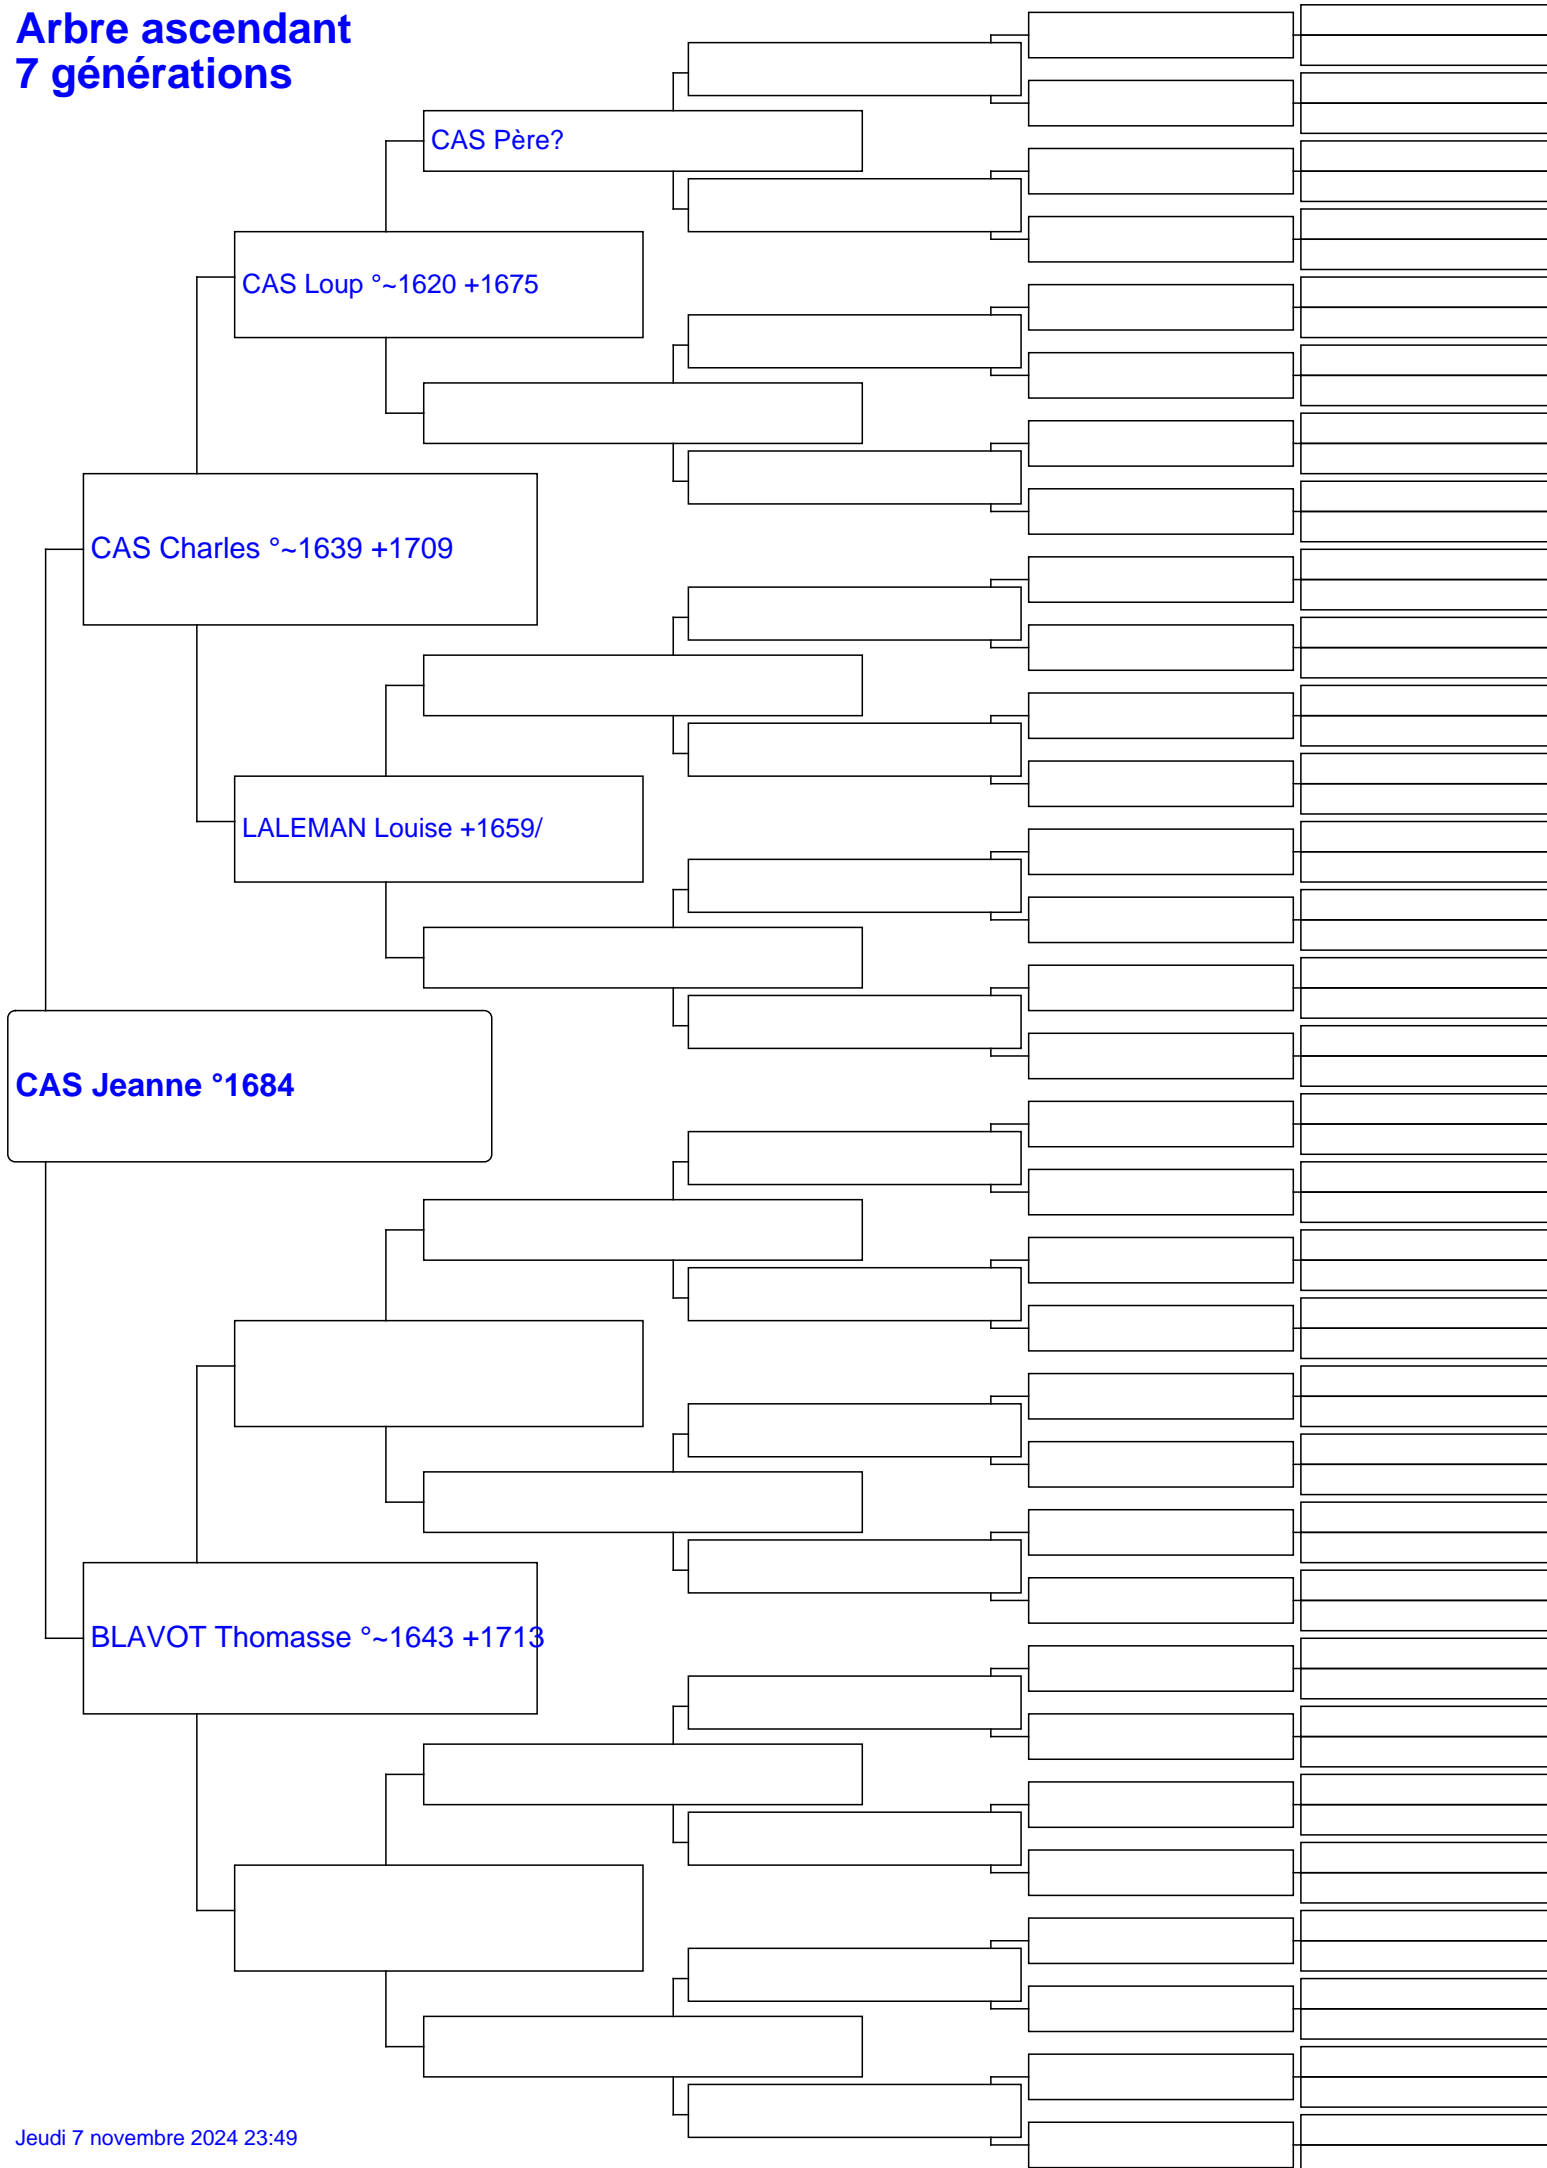 Arbre ascendant
7 générations
CAS Père?
CAS Loup °~1620 +1675
CAS Charles °~1639 +1709
LALEMAN Louise +1659/
CAS Jeanne °1684
BLAVOT Thomasse °~1643 +1713
Jeudi 7 novembre 2024 23:49